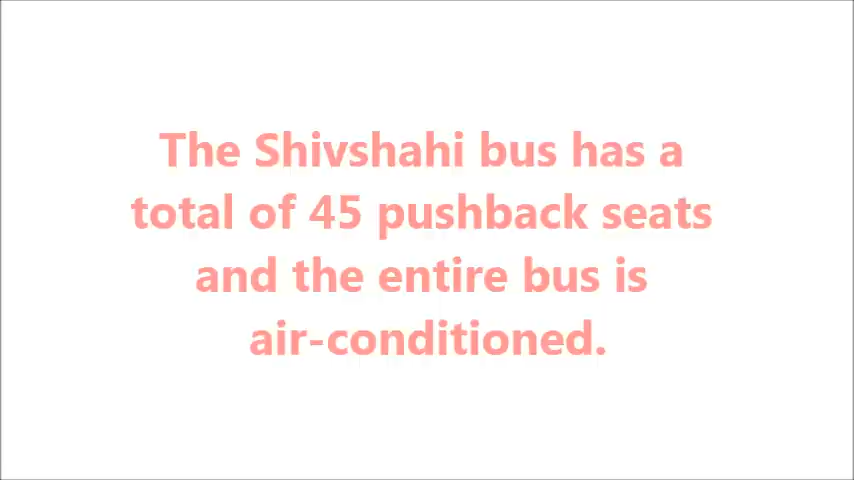 The Shivshahi bus has a
total of 45 pushback seats
and the entire bus is
air-conditioned.